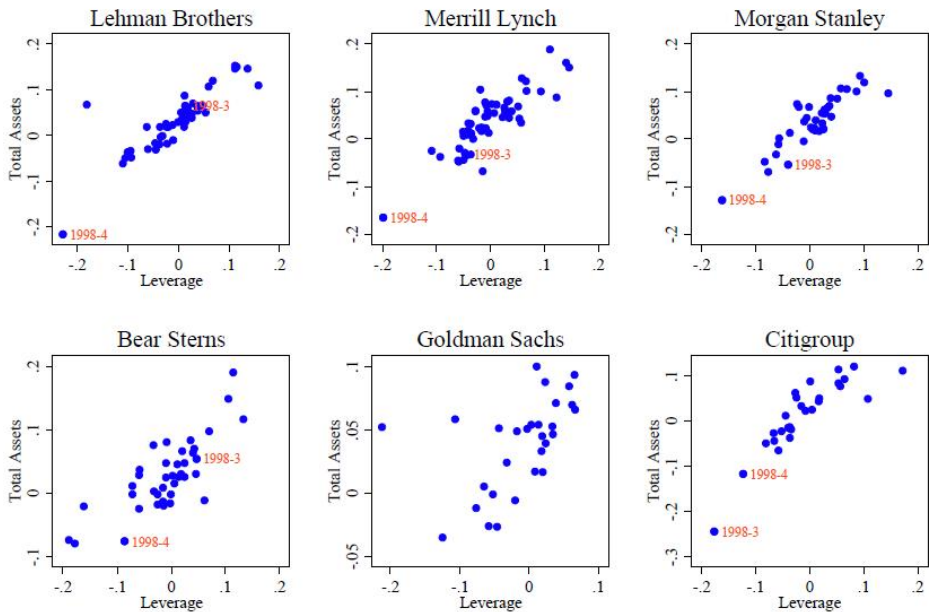 Lehman Brothers
Total Assets
.2
.1
0
-.1
-.2
1998-3
1998-4
-.2 -.1 0 .1 .2
Leverage
Merrill Lynch
Total Assets
.2
.1
0
-.1
-.2
1998-3
1998-4
-.2 -.1 0 .1 .2
Leverage
Morgan Stanley
Total Assets
.2
.1
0
-.1
-.2
1998-3
1998-4
-.2 -.1 0 .1 .2
Leverage
Bear Sterns
Total Assets
.2
.1
0
-.1
1998-3
1998-4
-.2 -.1 0 .1 .2
Leverage
Goldman Sachs
Total Assets
.1
.05
0
-.05
-.2 -.1 0 .1
Leverage
Citigroup
Total Assets
.1
0
-.1
-.2
-.3
1998-4
1998-3
-.2 -.1 0 .1 .2
Leverage